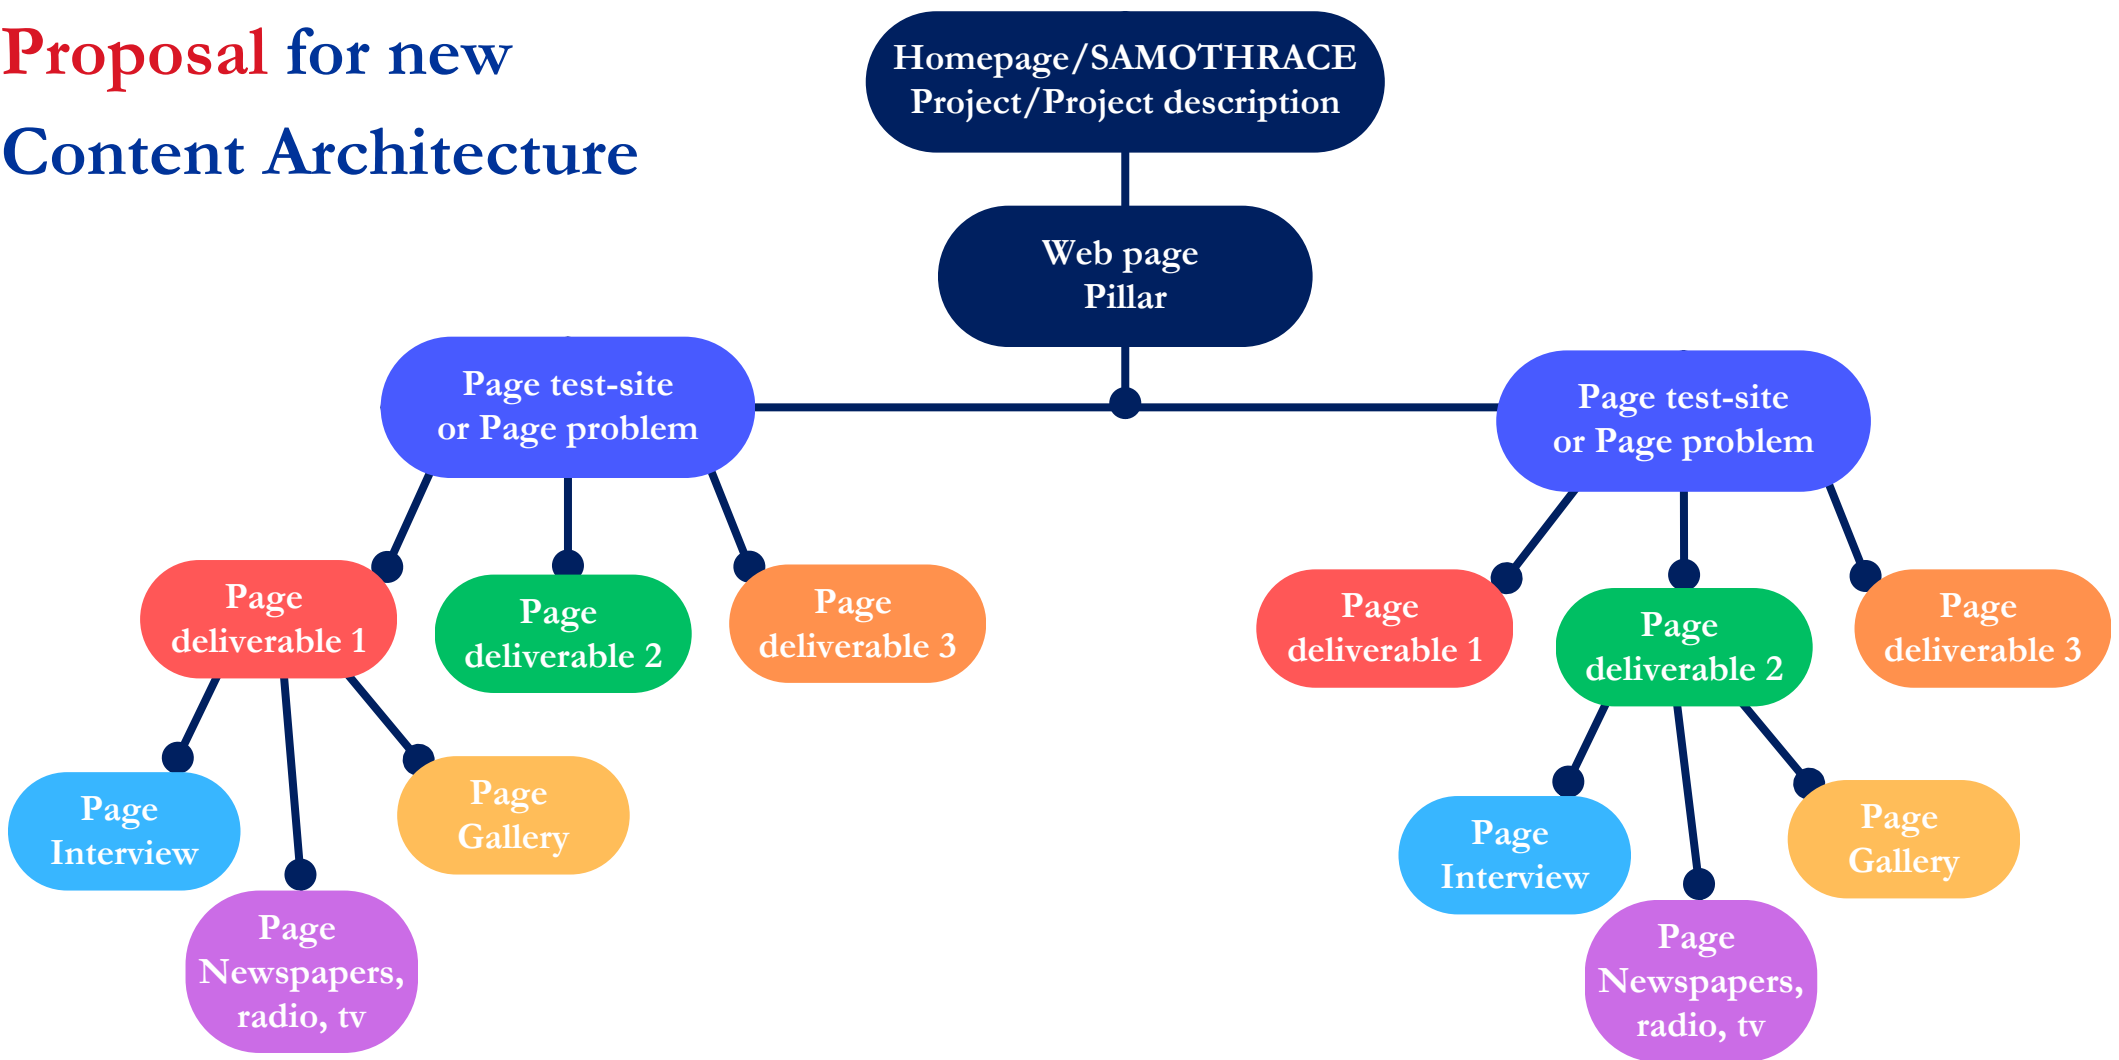 Proposal for new
Content Architecture
Homepage/SAMOTHRACE
Project/Project description
Web page
Pillar
Page test-site
or Page problem
Page test-site
or Page problem
Page
deliverable 1
Page
deliverable 2
Page
deliverable 3
Page
deliverable 1
Page
deliverable 2
Page
deliverable 3
Page
Interview
Page
Newspapers,
radio, tv
Page
Gallery
Page
Interview
Page
Newspapers,
radio, tv
Page
Gallery